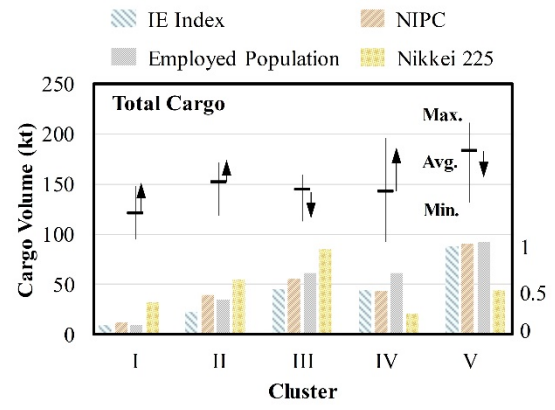 IE Index
NIPC
Employed Population
Nikkei 225
250
200
150
100
50
0
Cargo Volume (kt)
Total Cargo
Max.
Avg.
Min.
1
0.5
0
I
II
III
IV
V
Cluster